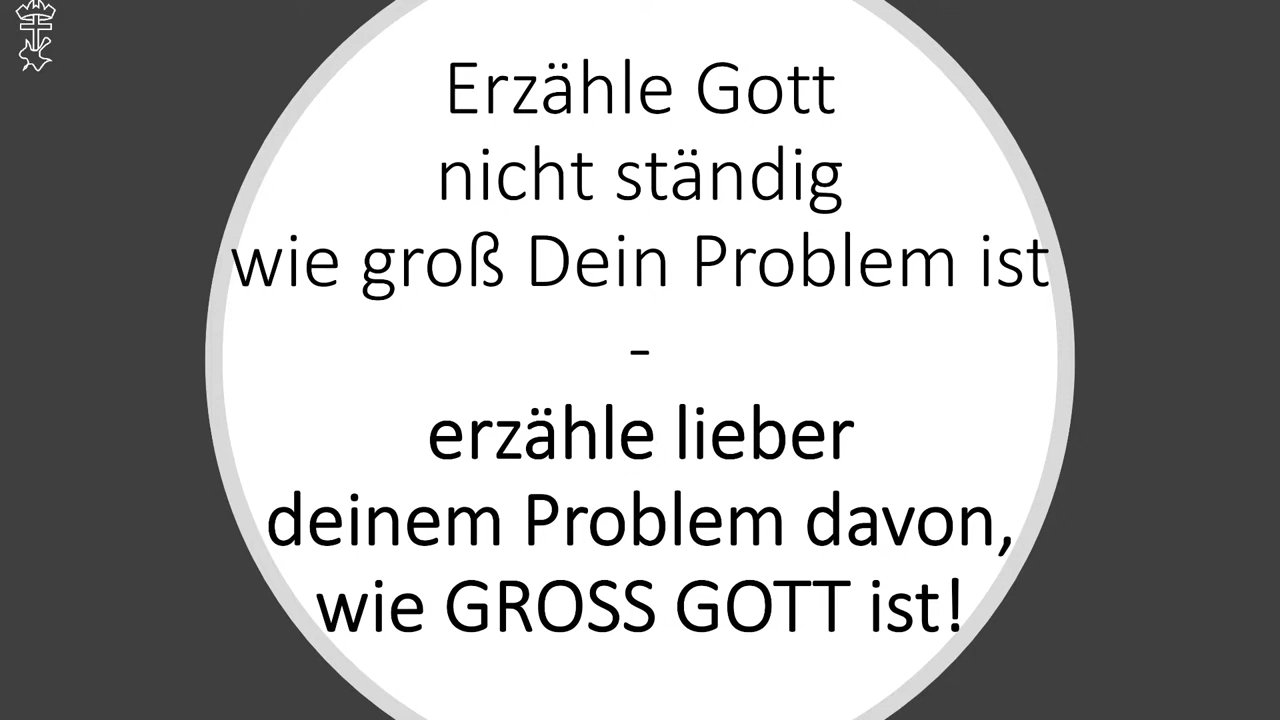 Erzähle Gott
nicht ständig
wie groß Dein Problem ist
-
erzähle lieber
deinem Problem davon,
wie GROSS GOTT ist!